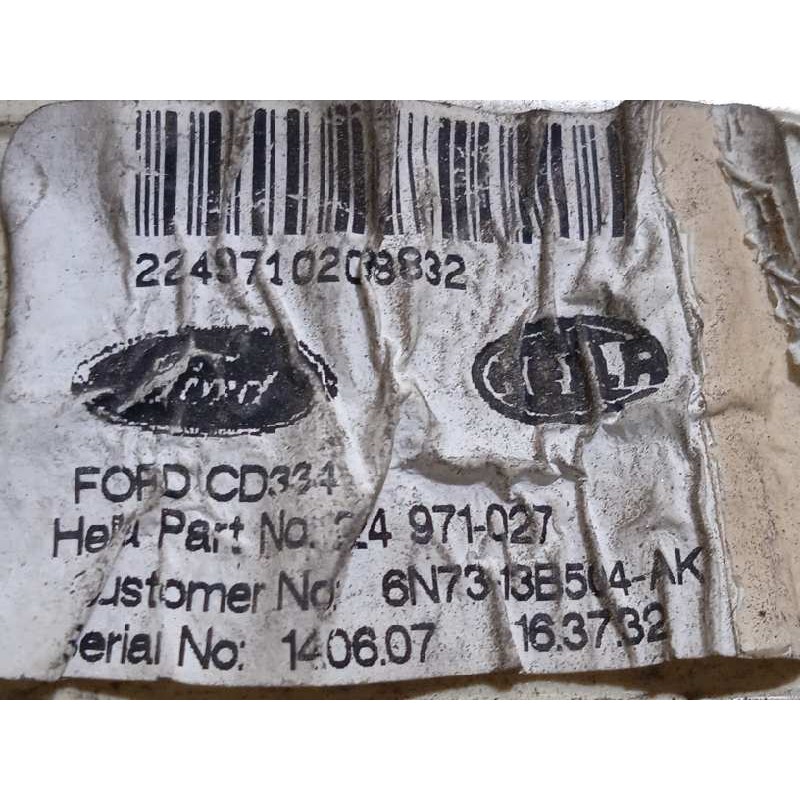 2249710208832
Ford
HELLA
FORD CD334
Hella Part No. 224 971-027
Customer No: 6N73-13B504-AK
Serial No: 14.06.07 16.37.32